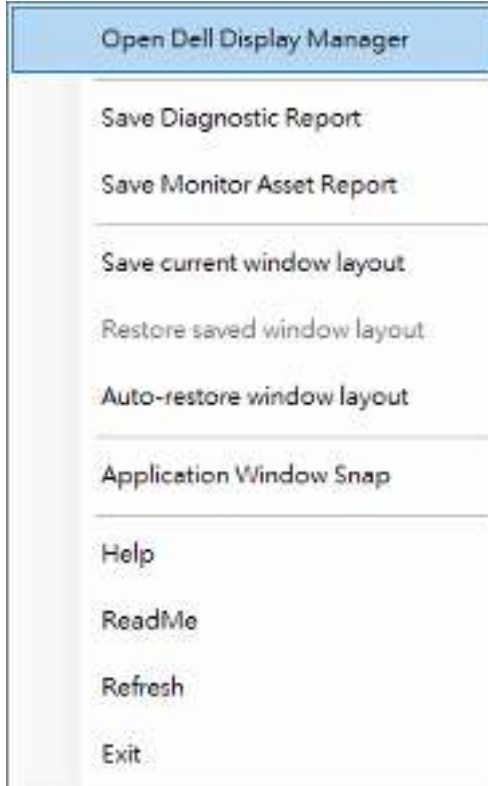 Open Dell Display Manager
Save Diagnostic Report
Save Monitor Asset Report
Save current window layout
Restore saved window layout
Auto-restore window layout
Application Window Snap
Help
ReadMe
Refresh
Exit